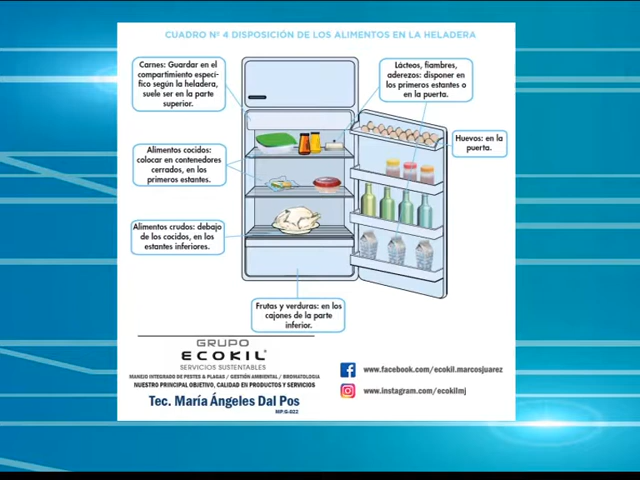 CUADRO Nº 4 DISPOSICIÓN DE LOS ALIMENTOS EN LA HELADERA
Carnes: Guardar en el
compartimiento especí-
fico según la heladera,
suele ser en la parte
superior.
Lácteos, fiambres,
aderezos: disponer en
los primeros estantes o
en la puerta.
Huevos: en la
puerta.
Alimentos cocidos:
colocar en contenedores
cerrados, en los
primeros estantes.
Alimentos crudos: debajo
de los cocidos, en los
estantes inferiores.
Frutas y verduras: en los
cajones de la parte
inferior.
GRUPO
ECOKIL
SERVICIOS SUSTENTABLES
MANEJO INTEGRADO DE PESTES & PLAGAS / GESTIÓN AMBIENTAL / BROMATOLOGIA
NUESTRO PRINCIPAL OBJETIVO, CALIDAD EN PRODUCTOS Y SERVICIOS
Tec. María Ángeles Dal Pos
MP:G-022
www.facebook.com/ecokil.marcosjuarez
www.instagram.com/ecokilmj